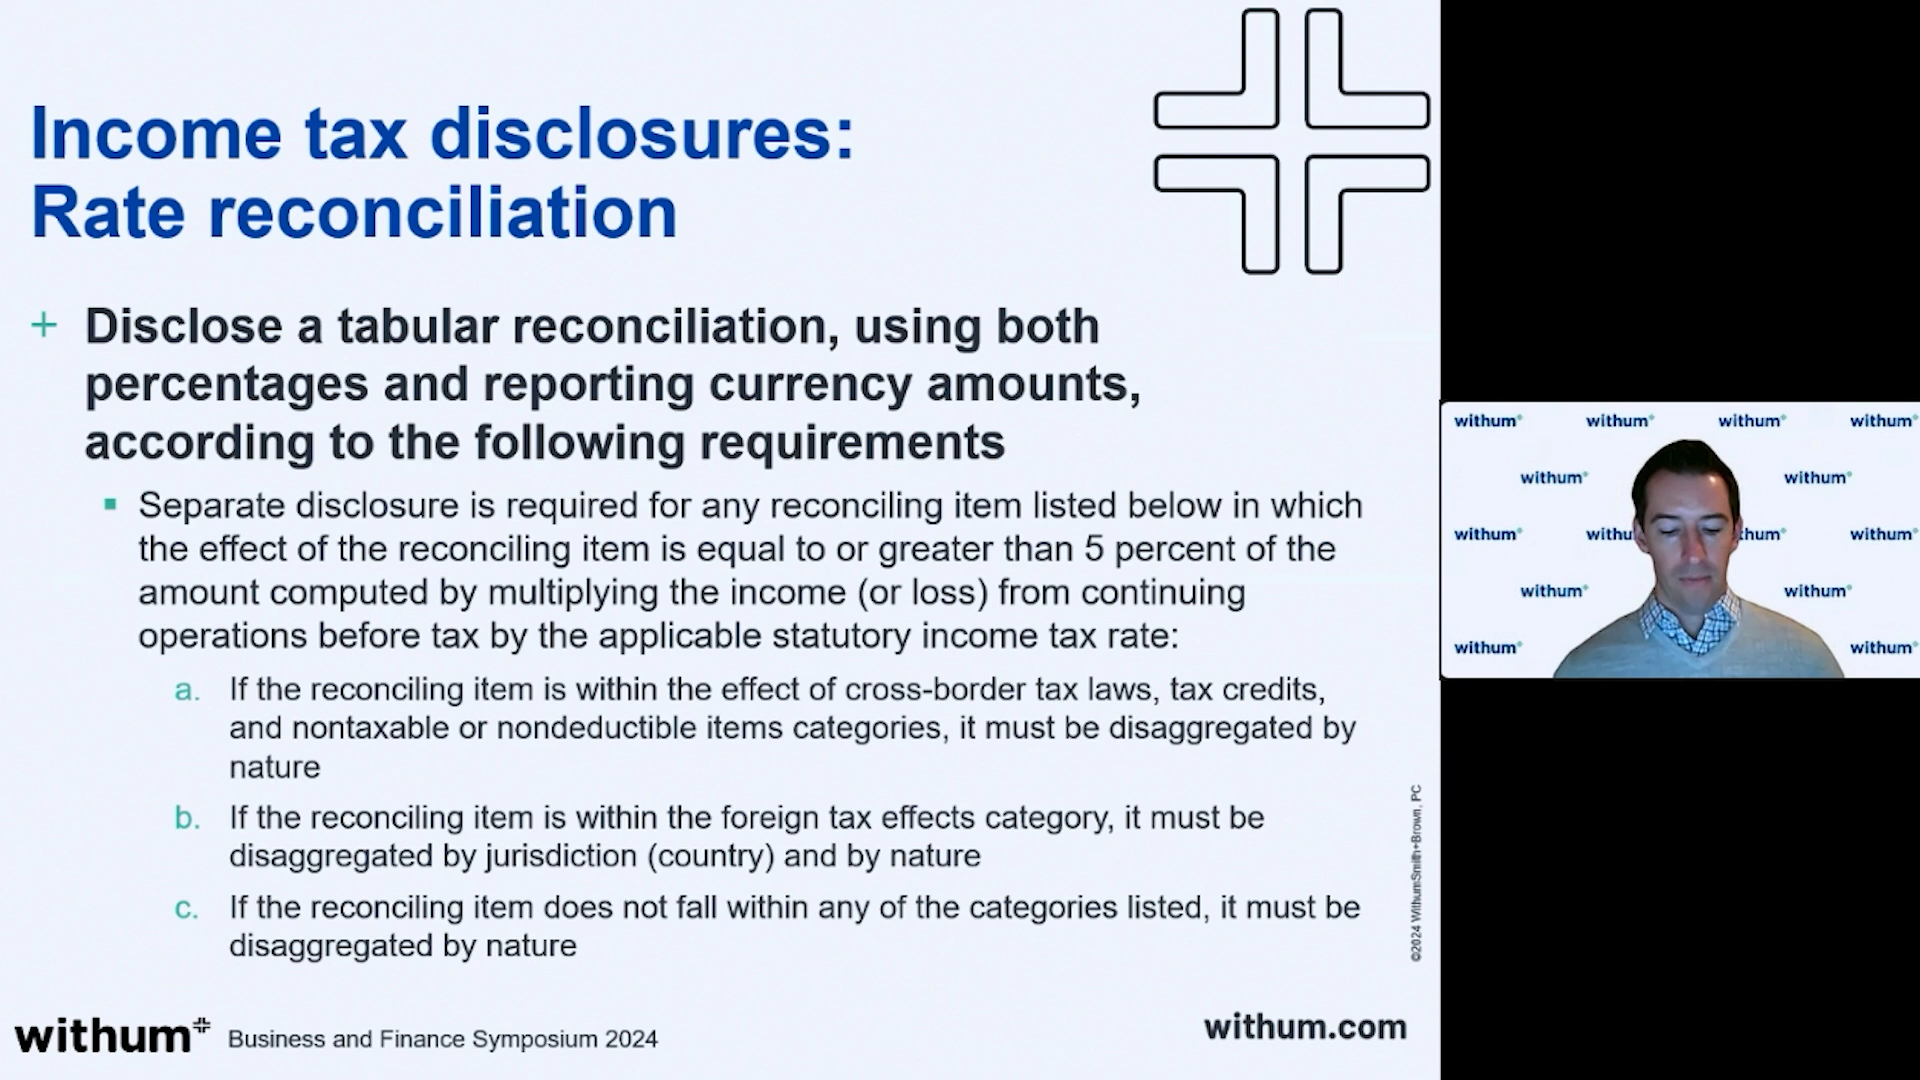 Income tax disclosures:
Rate reconciliation
+ Disclose a tabular reconciliation, using both
percentages and reporting currency amounts,
according to the following requirements
▪ Separate disclosure is required for any reconciling item listed below in which
the effect of the reconciling item is equal to or greater than 5 percent of the
amount computed by multiplying the income (or loss) from continuing
operations before tax by the applicable statutory income tax rate:
a. If the reconciling item is within the effect of cross-border tax laws, tax credits,
and nontaxable or nondeductible items categories, it must be disaggregated by
nature
b. If the reconciling item is within the foreign tax effects category, it must be
disaggregated by jurisdiction (country) and by nature
c. If the reconciling item does not fall within any of the categories listed, it must be
disaggregated by nature
©2024 WithumSmith+Brown, PC
withum+ Business and Finance Symposium 2024
withum.com
withum+ withum+ withum+ withum+
withum+ withum+
withum+ withu hum+ withum+
withum+ withum+
withum+ withum+